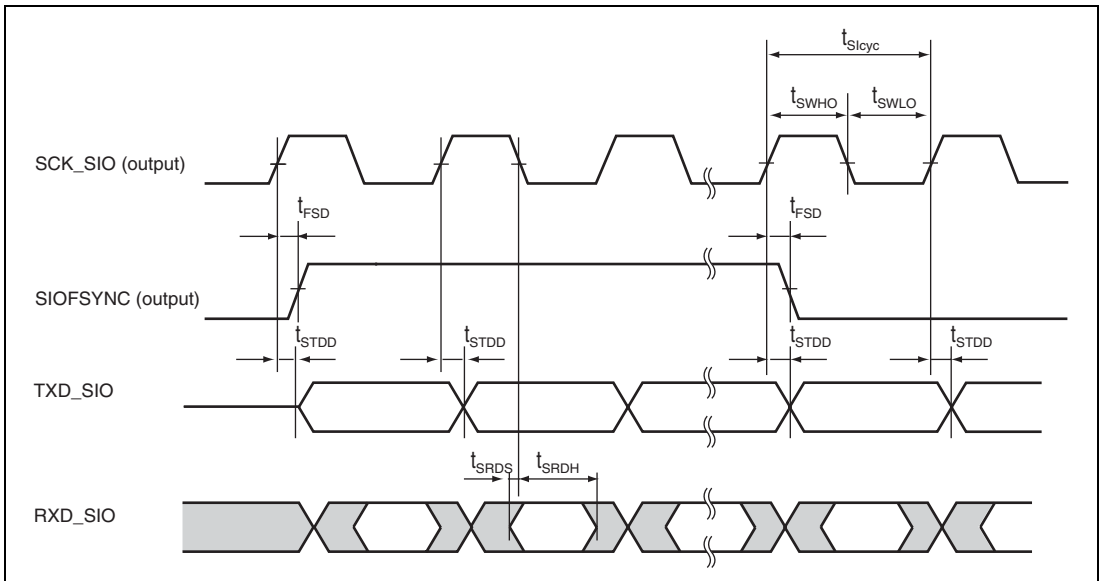 tSIcyc
tSWHO tSWLO
SCK_SIO (output)
tFSD tFSD
SIOFSYNC (output)
tSTDD tSTDD tSTDD tSTDD
TXD_SIO
tSRDS tSRDH
RXD_SIO